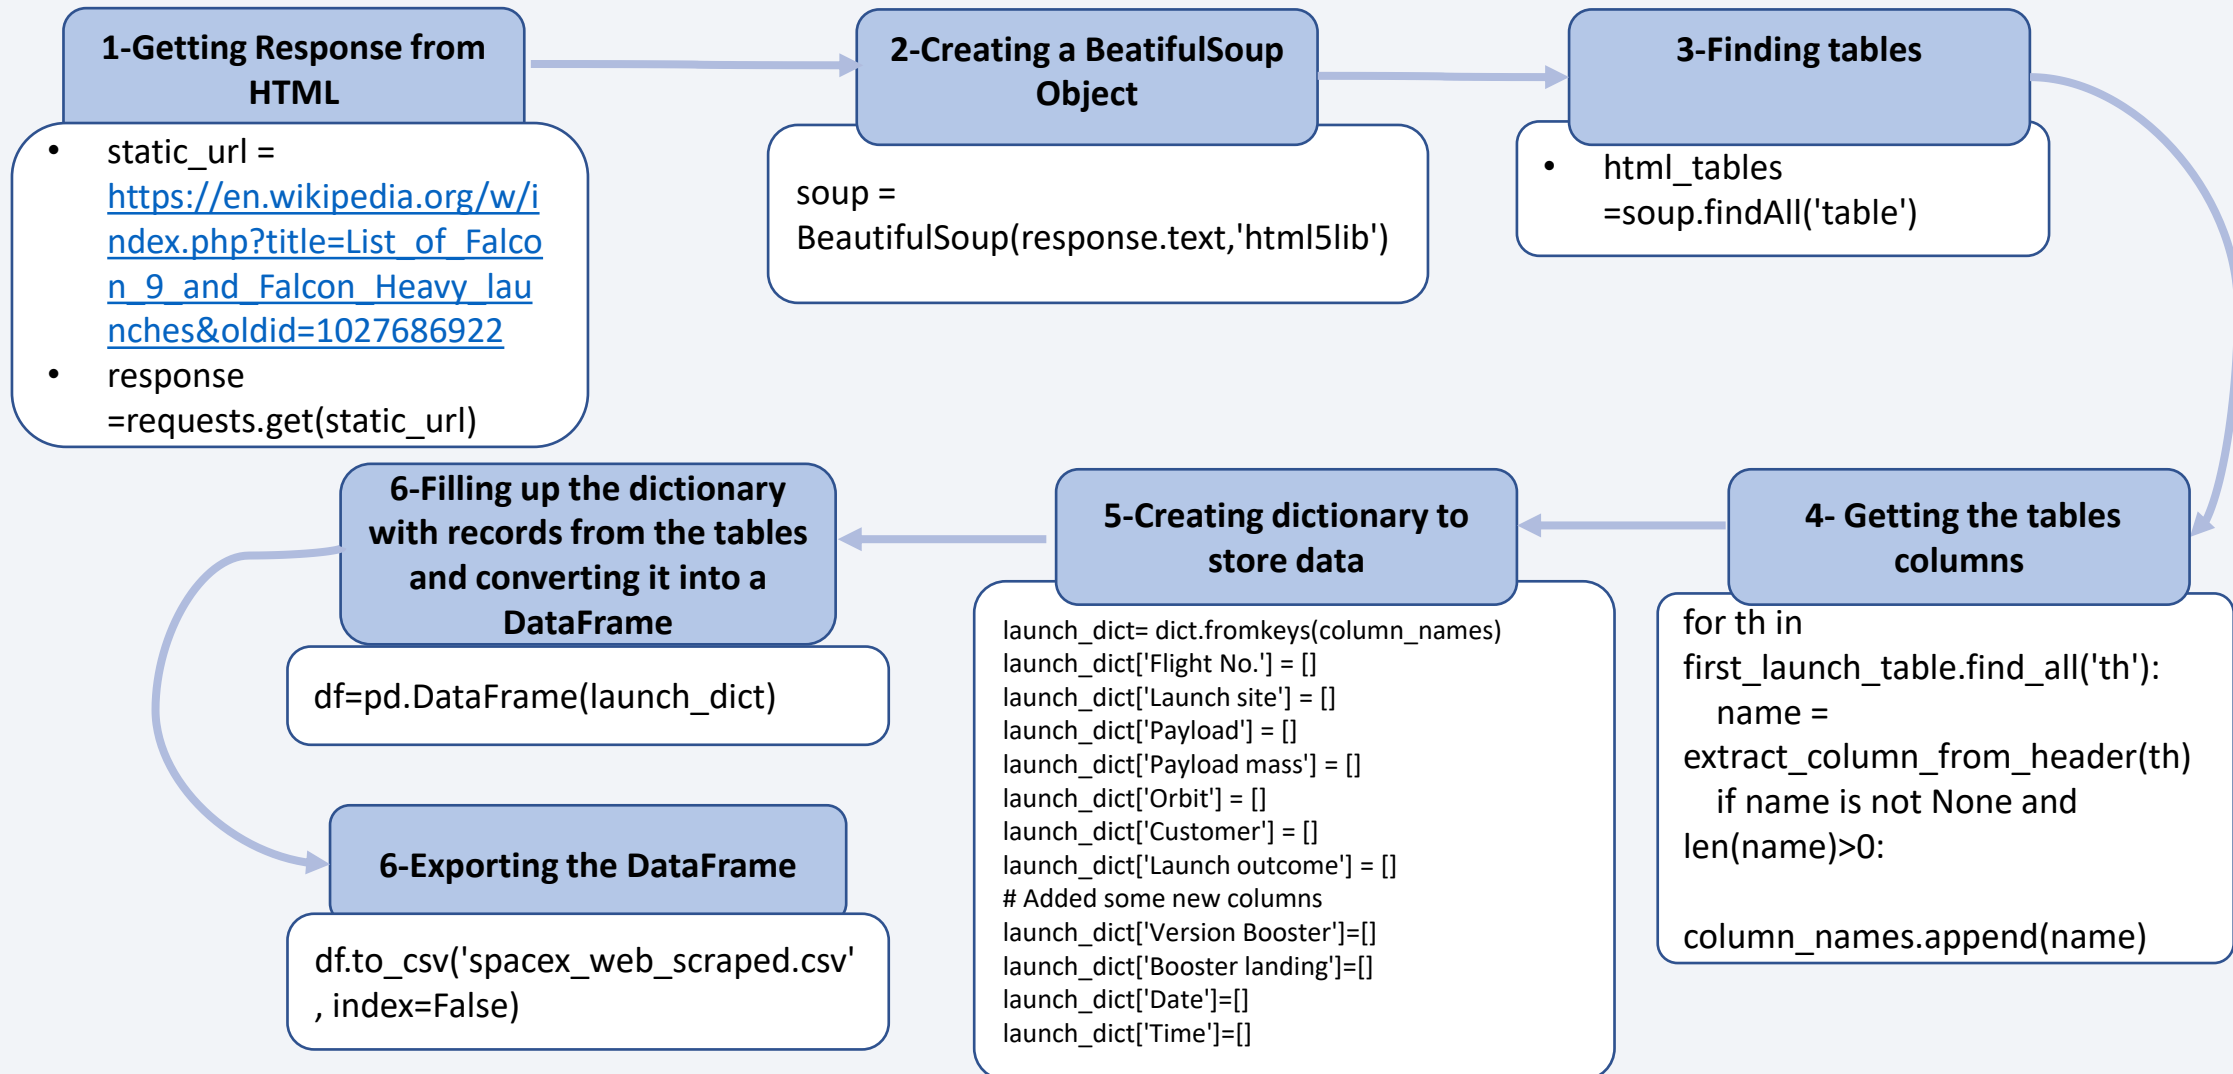 1-Getting Response from
HTML
• static_url =
https://en.wikipedia.org/w/i
ndex.php?title=List_of_Falco
n_9_and_Falcon_Heavy_lau
nches&oldid=1027686922
• response
=requests.get(static_url)
2-Creating a BeatifulSoup
Object
soup =
BeautifulSoup(response.text,'html5lib')
3-Finding tables
• html_tables
=soup.findAll('table')
4- Getting the tables
columns
for th in
first_launch_table.find_all('th'):
name =
extract_column_from_header(th)
if name is not None and
len(name)>0:
column_names.append(name)
5-Creating dictionary to
store data
launch_dict= dict.fromkeys(column_names)
launch_dict['Flight No.'] = []
launch_dict['Launch site'] = []
launch_dict['Payload'] = []
launch_dict['Payload mass'] = []
launch_dict['Orbit'] = []
launch_dict['Customer'] = []
launch_dict['Launch outcome'] = []
# Added some new columns
launch_dict['Version Booster']=[]
launch_dict['Booster landing']=[]
launch_dict['Date']=[]
launch_dict['Time']=[]
6-Filling up the dictionary
with records from the tables
and converting it into a
DataFrame
df=pd.DataFrame(launch_dict)
6-Exporting the DataFrame
df.to_csv('spacex_web_scraped.csv'
, index=False)